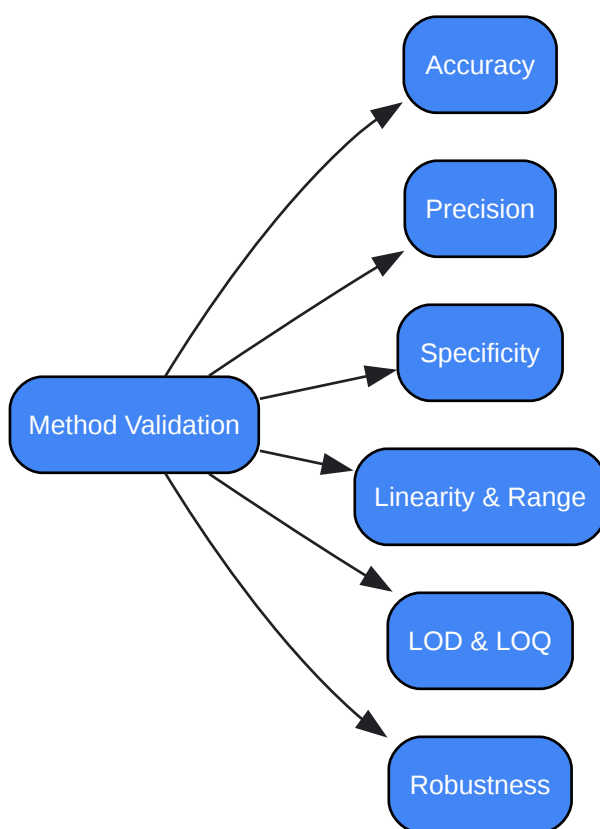 Accuracy
Precision
Specificity
Method Validation
Linearity & Range
LOD & LOQ
Robustness